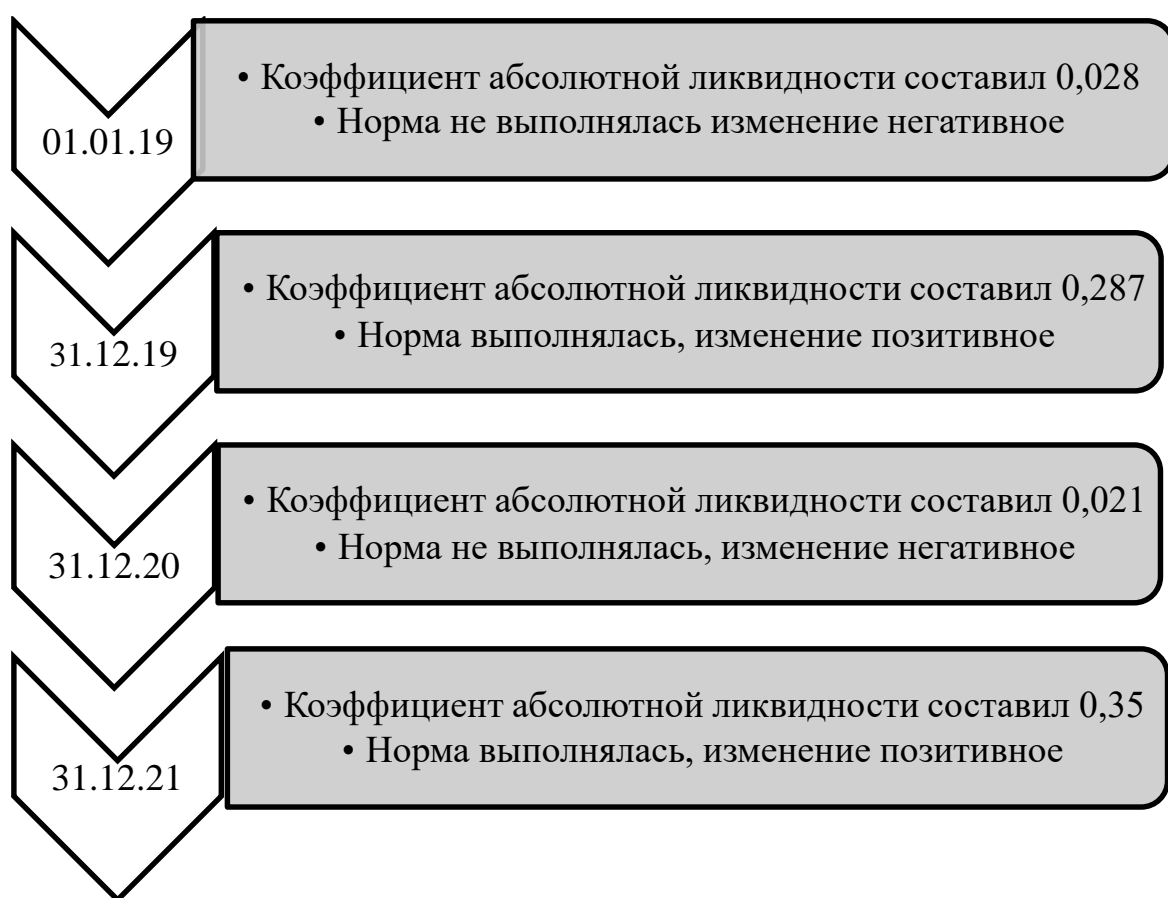 01.01.19
• Коэффициент абсолютной ликвидности составил 0,028
• Норма не выполнялась изменение негативное
31.12.19
• Коэффициент абсолютной ликвидности составил 0,287
• Норма выполнялась, изменение позитивное
31.12.20
• Коэффициент абсолютной ликвидности составил 0,021
• Норма не выполнялась, изменение негативное
31.12.21
• Коэффициент абсолютной ликвидности составил 0,35
• Норма выполнялась, изменение позитивное